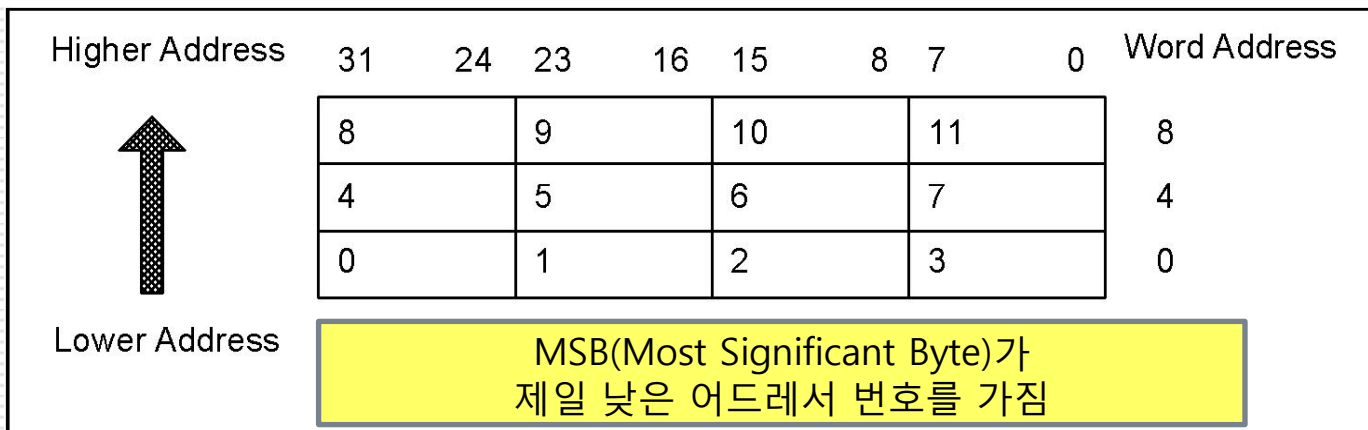 Higher Address 31 24 23 16 15 8 7 0 Word Address
8 9 10 11 8
4 5 6 7 4
0 1 2 3 0
Lower Address
MSB(Most Significant Byte)가
제일 낮은 어드레서 번호를 가짐